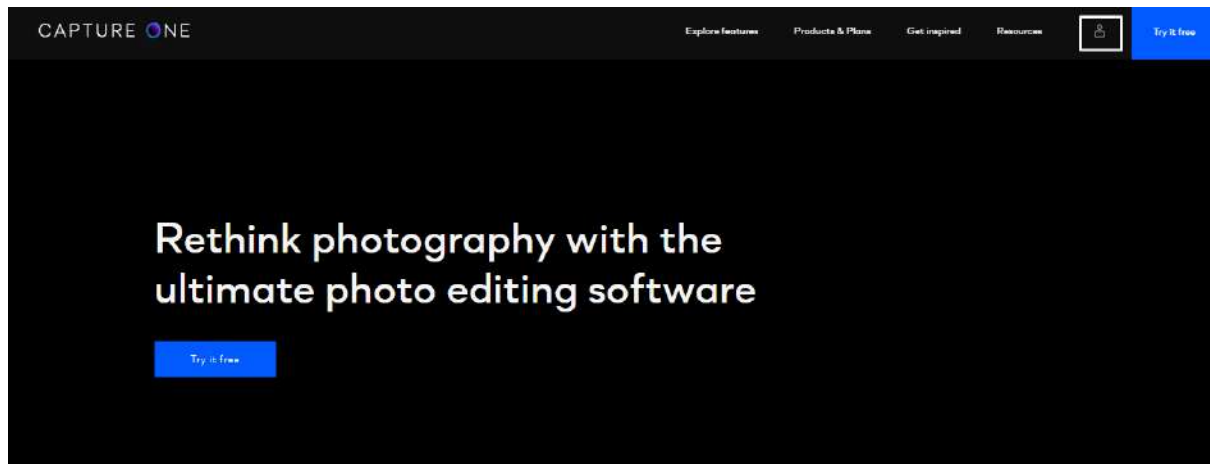 CAPTURE ONE
Explore features
Products & Plans
Get inspired
Resources
Try it free
Rethink photography with the
ultimate photo editing software
Try it free